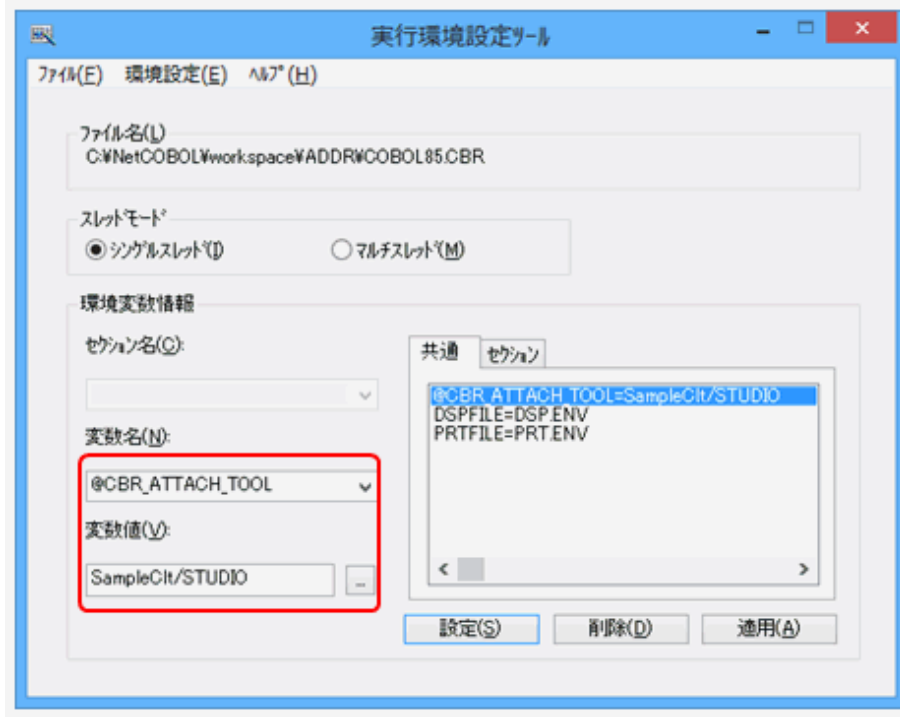 実行環境設定ﾂｰﾙ
ﾌｧｲﾙ(F) 環境設定(E) ﾍﾙﾌﾟ(H)
ﾌｧｲﾙ名(L)
C:¥NetCOBOL¥workspace¥ADDR¥COBOL85.CBR
ｽﾚｯﾄﾞﾓｰﾄﾞ
ｼﾝｸﾞﾙｽﾚｯﾄﾞ(I) ﾏﾙﾁｽﾚｯﾄﾞ(M)
環境変数情報
ｾｸｼｮﾝ名(C):
共通 ｾｸｼｮﾝ
@CBR_ATTACH_TOOL=SampleClt/STUDIO
DSPFILE=DSP.ENV
PRTFILE=PRT.ENV
変数名(N):
@CBR_ATTACH_TOOL
変数値(V):
SampleClt/STUDIO
...
設定(S) 削除(D) 適用(A)